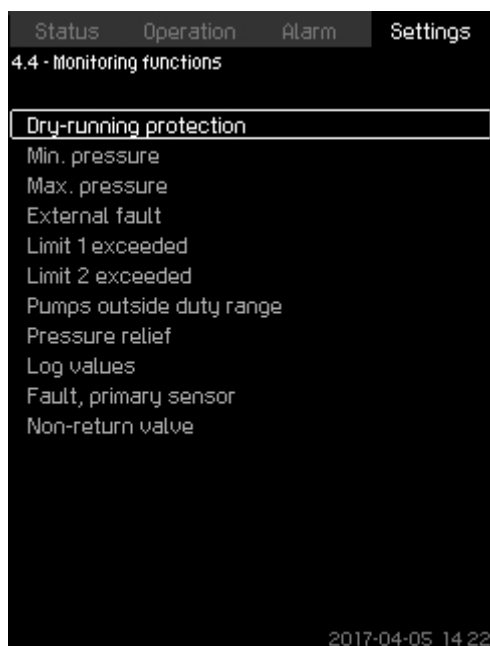 Status Operation Alarm Settings
4.4 - Monitoring functions
Dry-running protection
Min. pressure
Max. pressure
External fault
Limit 1 exceeded
Limit 2 exceeded
Pumps outside duty range
Pressure relief
Log values
Fault, primary sensor
Non-return valve
2017-04-05 14:22